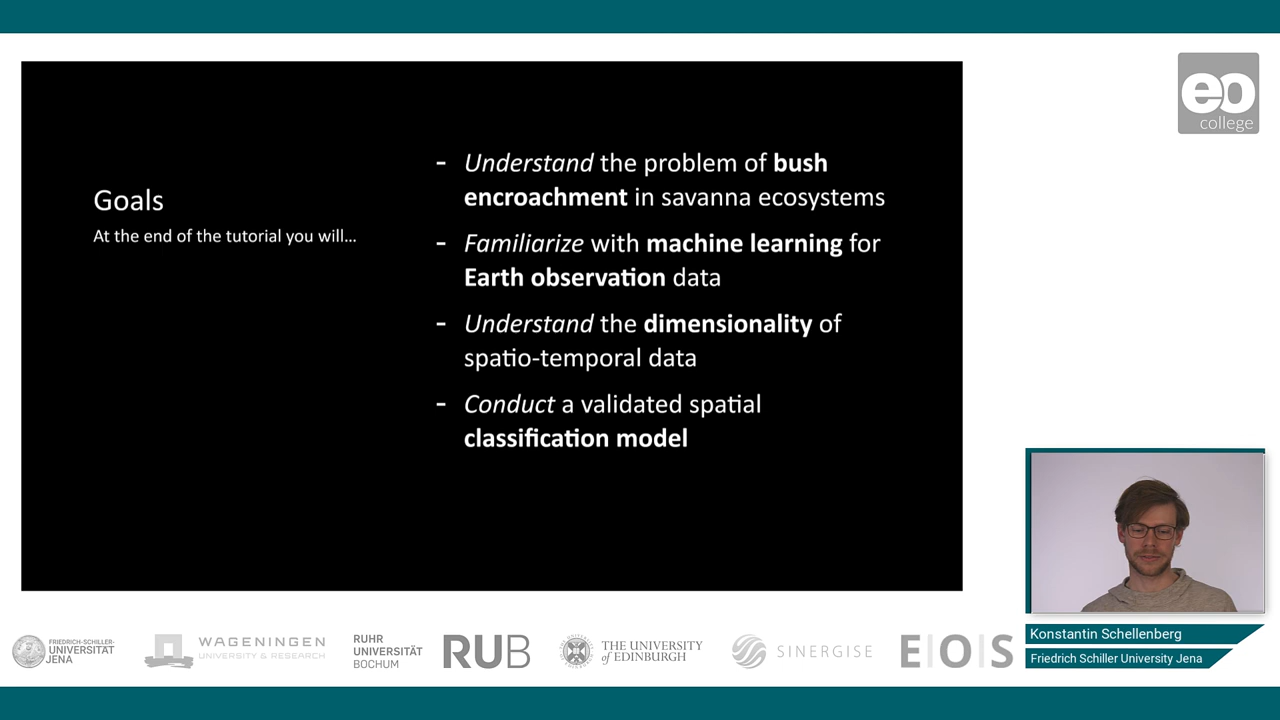 eo
college
Goals
At the end of the tutorial you will...
- Understand the problem of bush
encroachment in savanna ecosystems
- Familiarize with machine learning for
Earth observation data
- Understand the dimensionality of
spatio-temporal data
- Conduct a validated spatial
classification model
Konstantin Schellenberg
Friedrich Schiller University Jena
FRIEDRICH-SCHILLER-
UNIVERSITÄT
JENA
WAGENINGEN
UNIVERSITY & RESEARCH
RUHR
UNIVERSITÄT
BOCHUM
RUB
THE UNIVERSITY
of EDINBURGH
SINERGISE
E|O|S